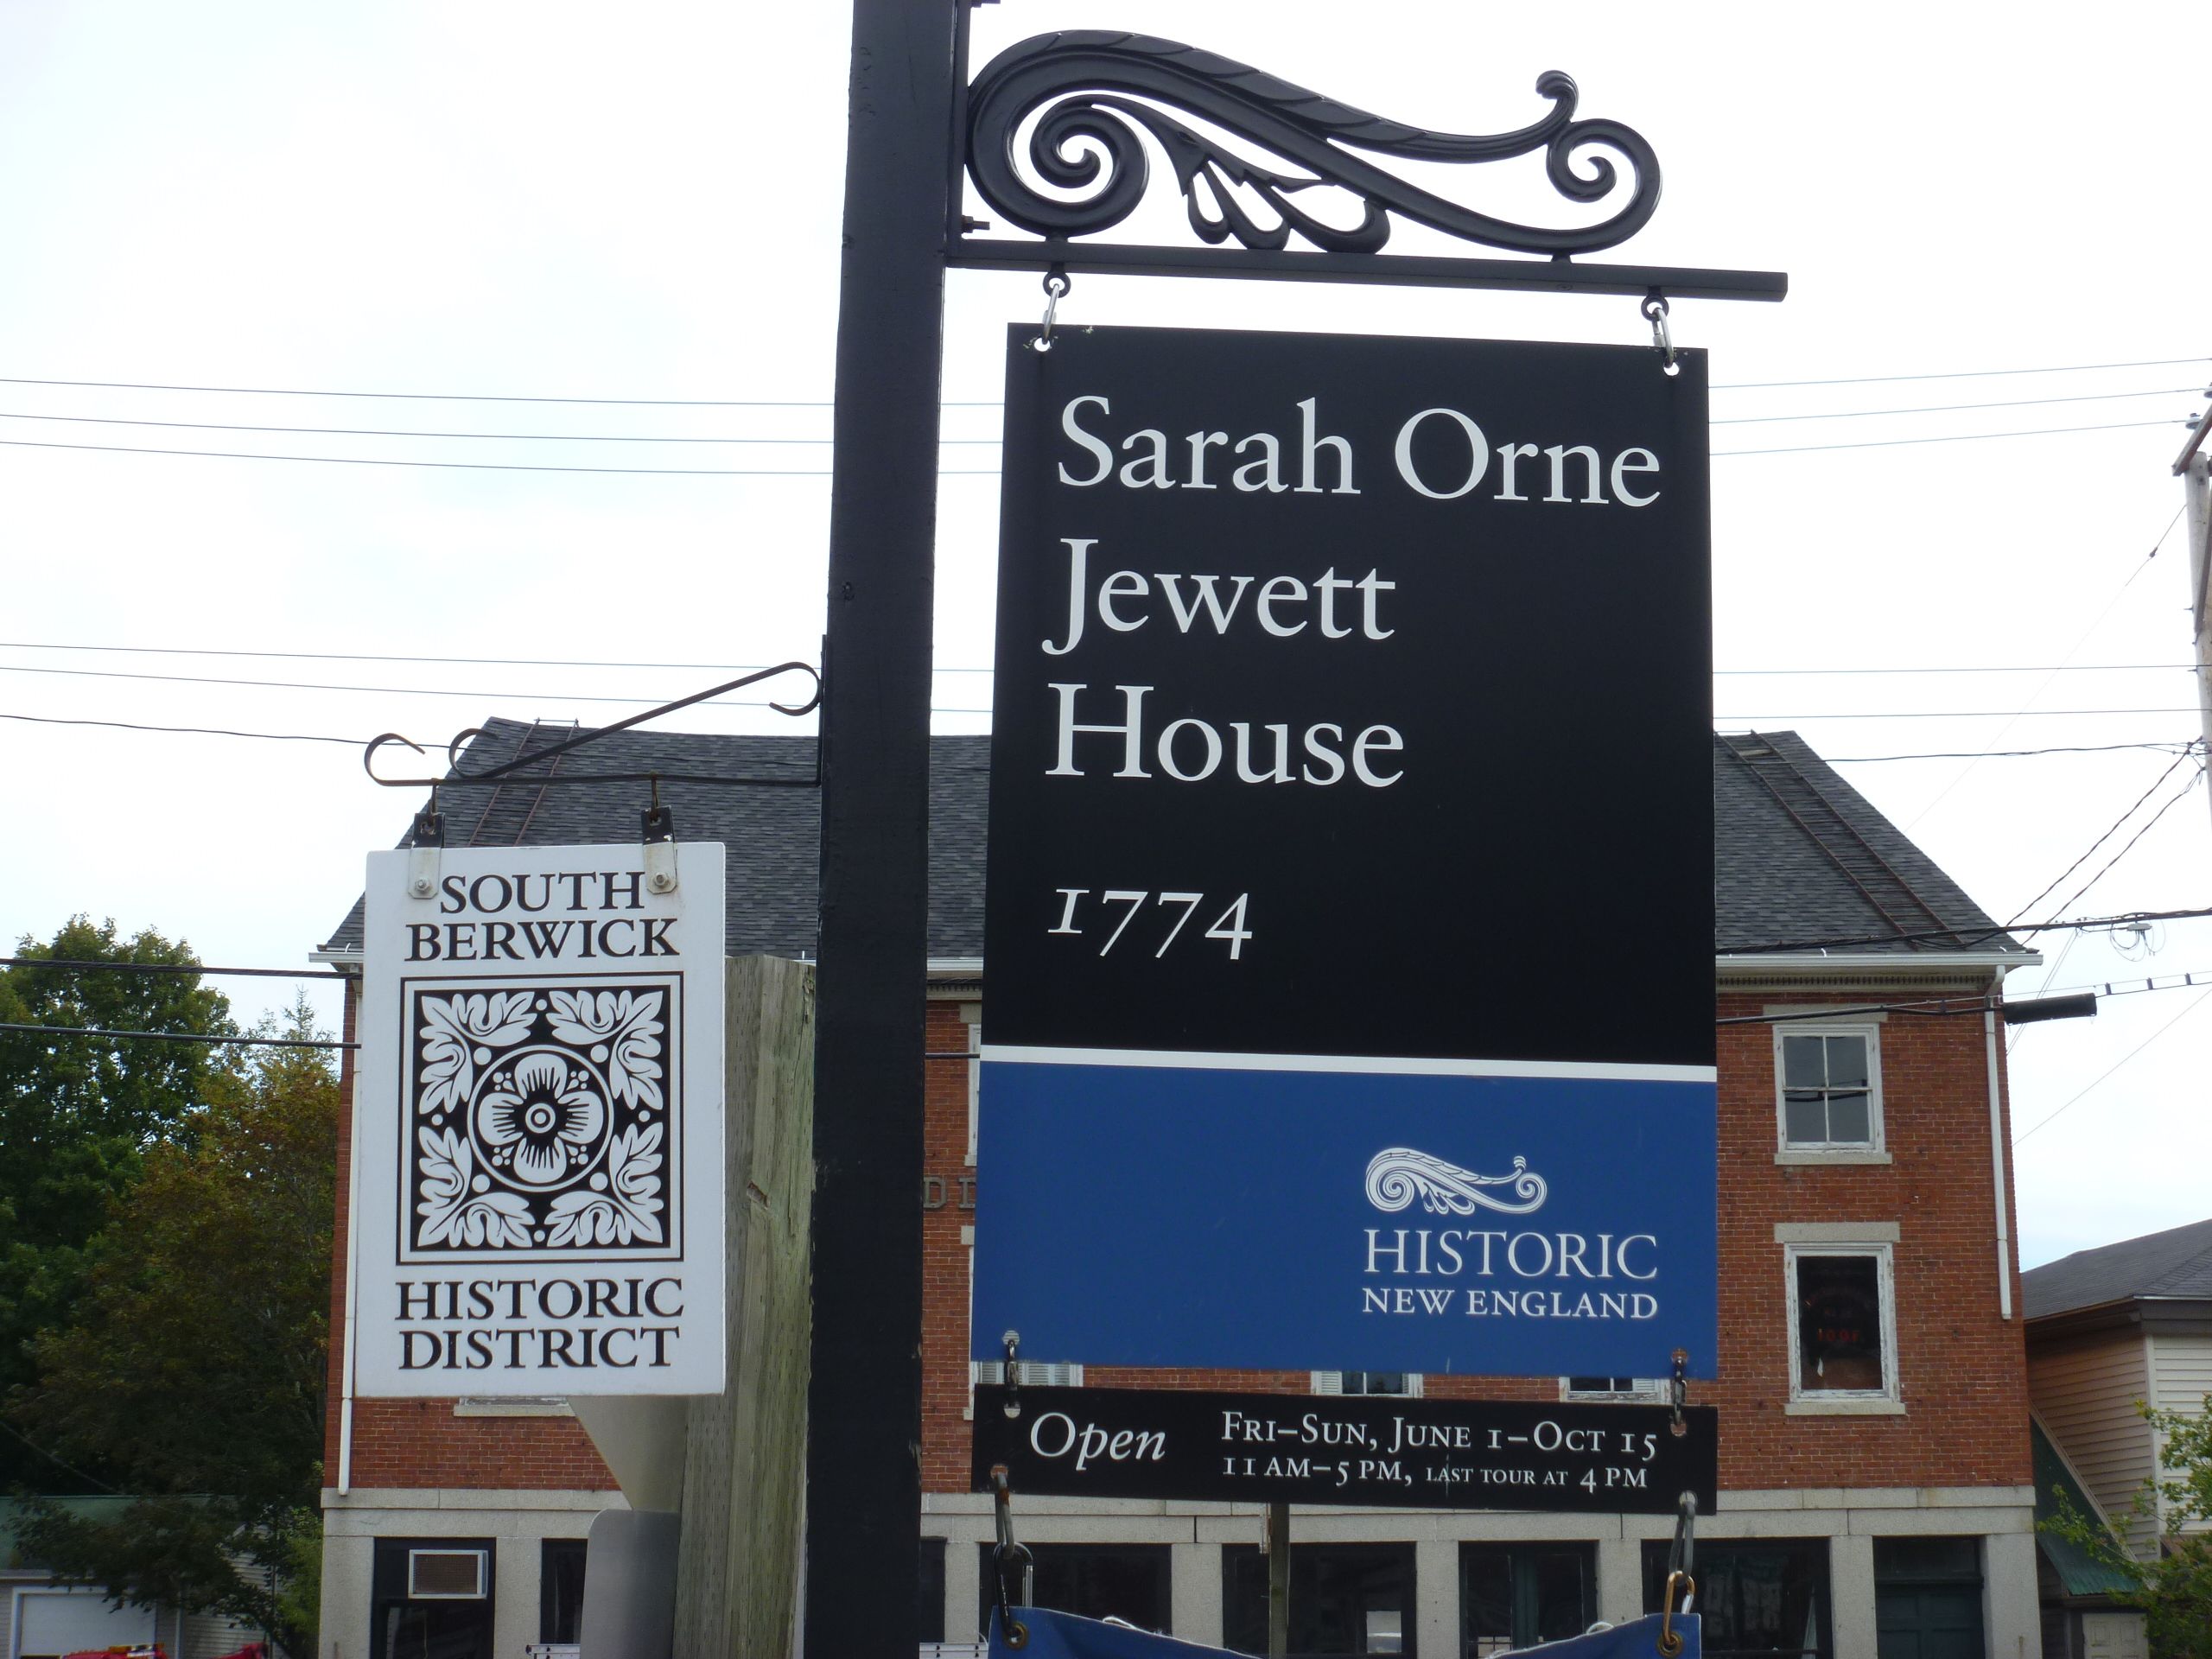 Sarah Orne
Jewett
House
1774
HISTORIC
NEW ENGLAND
Open
FRI–SUN, JUNE 1–OCT 15
11 AM–5 PM, LAST TOUR AT 4 PM
SOUTH
BERWICK
HISTORIC
DISTRICT